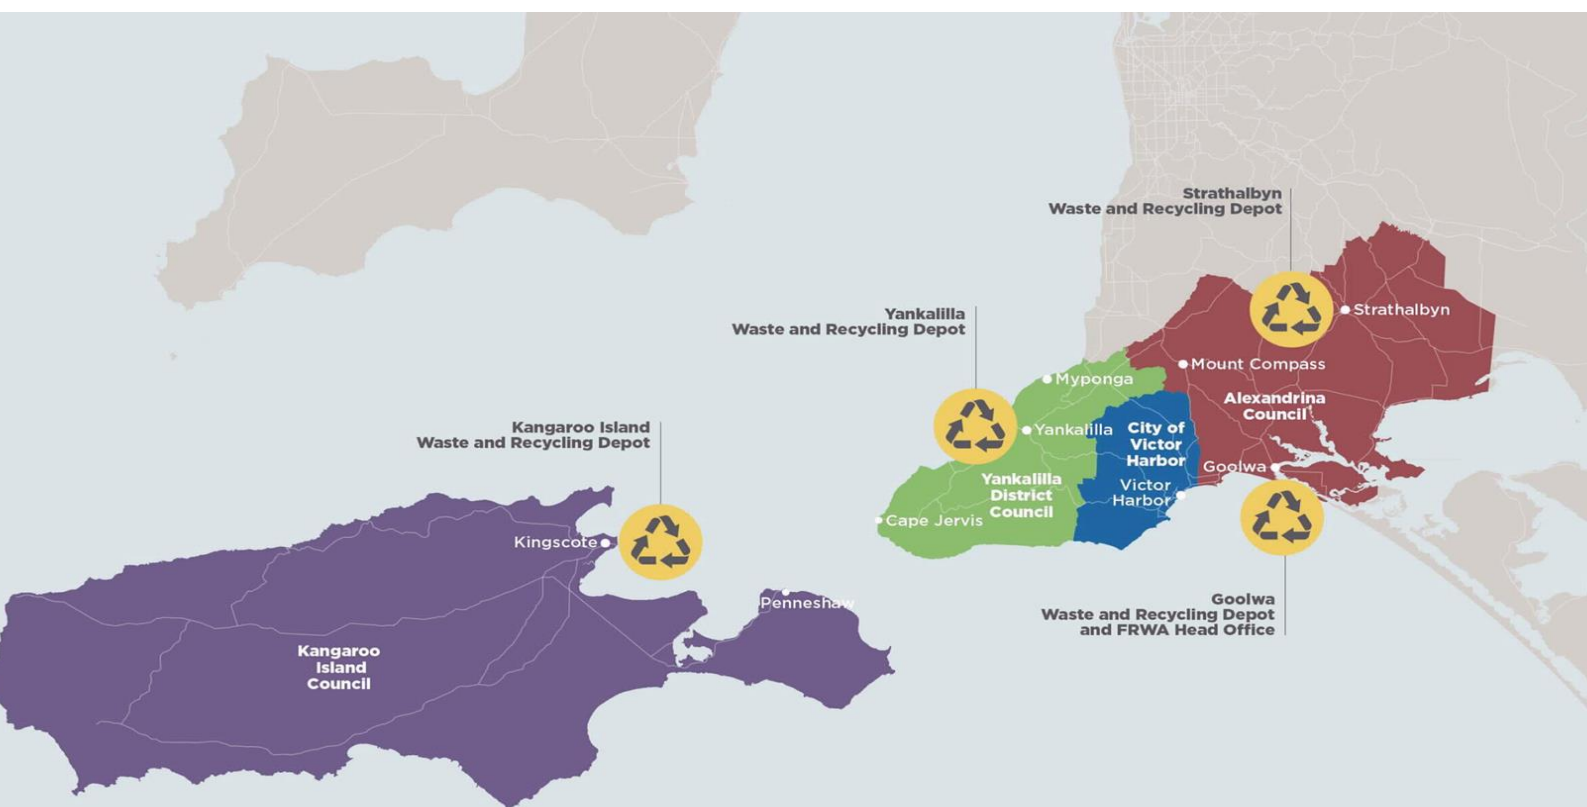 Strathalbyn
Waste and Recycling Depot
Yankalilla
Waste and Recycling Depot
Strathalbyn
Mount Compass
Myponga
Alexandrina
Council
Kangaroo Island
Waste and Recycling Depot
Yankalilla
City of
Victor
Harbor
Goolwa
Yankalilla
District
Council
Victor
Harbor
Cape Jervis
Kingscote
Penneshaw
Goolwa
Waste and Recycling Depot
and FRWA Head Office
Kangaroo
Island
Council